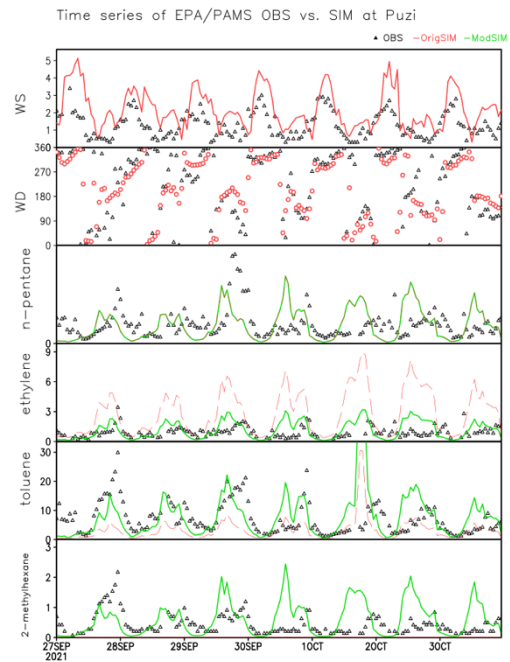 Time series of EPA/PAMS OBS vs. SIM at Puzi
OBS OrigSIM ModSIM
WS
5
4
3
2
1
WD
360
270
180
90
0
n-pentane
ethylene
9
6
3
0
toluene
30
20
10
0
2-methylhexane
3
2
1
0
27SEP 28SEP 29SEP 30SEP 1OCT 2OCT 3OCT
2021